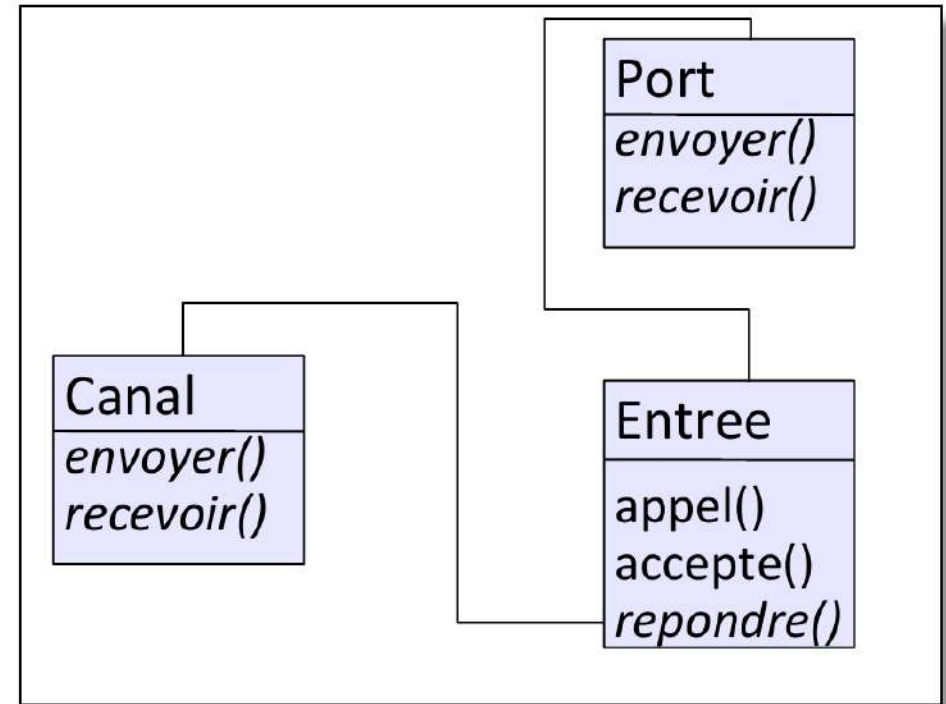 Port
envoyer()
recevoir()
Canal
envoyer()
recevoir()
Entree
appel()
accepte()
repondre()